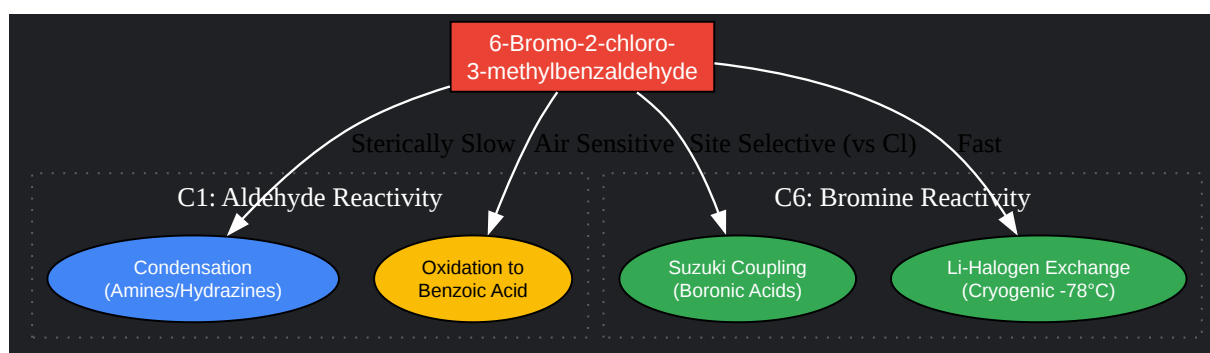 6-Bromo-2-chloro-
3-methylbenzaldehyde
Sterically Slow
Air Sensitive
Site Selective (vs Cl)
Fast
C1: Aldehyde Reactivity
C6: Bromine Reactivity
Condensation
(Amines/Hydrazines)
Oxidation to
Benzoic Acid
Suzuki Coupling
(Boronic Acids)
Li-Halogen Exchange
(Cryogenic -78°C)